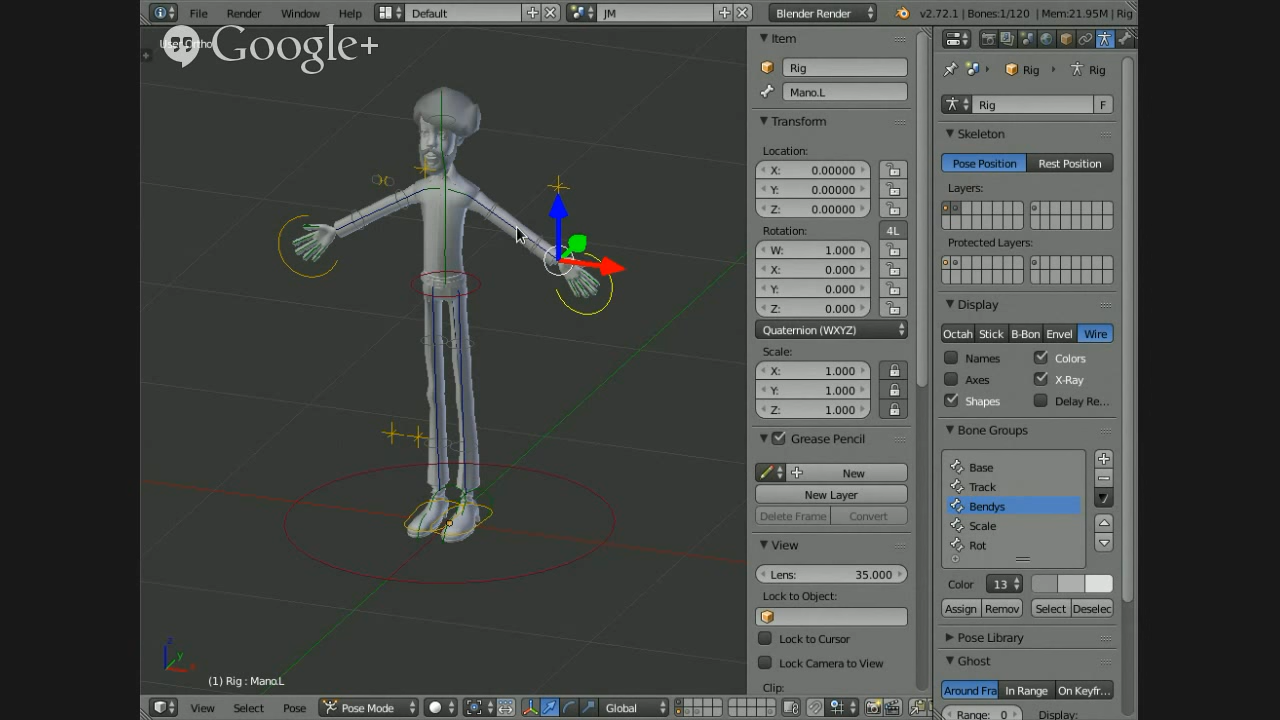 File Render Window Help Default JM Blender Render v2.72.1 | Bones:1/120 | Mem:21.95M | Rig
Google+
Item
Rig
Mano.L
Transform
Location:
X: 0.00000
Y: 0.00000
Z: 0.00000
Rotation: 4L
W: 1.000
X: 0.000
Y: 0.000
Z: 0.000
Quaternion (WXYZ)
Scale:
X: 1.000
Y: 1.000
Z: 1.000
Grease Pencil
New
New Layer
Delete Frame Convert
View
Lens: 35.000
Lock to Object:
Lock to Cursor
Lock Camera to View
Clip:
Rig Rig
Rig F
Skeleton
Pose Position Rest Position
Layers:
Protected Layers:
Display
Octah Stick B-Bon Envel Wire
Names Colors
Axes X-Ray
Shapes Delay Re...
Bone Groups
Base
Track
Bendys
Scale
Rot
Color 13
Assign Remov Select Deselec
Pose Library
Ghost
Around Fra In Range On Keyfr...
Range: 0 Display:
z
y
x
(1) Rig : Mano.L
View Select Pose Pose Mode Global